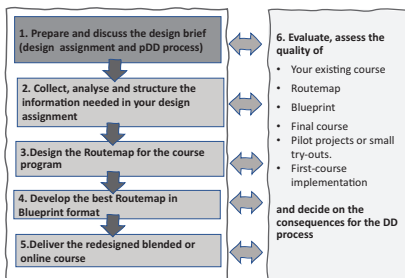 1. Prepare and discuss the design brief
(design assignment and pDD process)
2. Collect, analyse and structure the
information needed in your design
assignment
3.Design the Routemap for the course
program
4. Develop the best Routemap in
Blueprint format
5.Deliver the redesigned blended or
online course
6. Evaluate, assess the
quality of
• Your existing course
• Routemap
• Blueprint
• Final course
• Pilot projects or small
try-outs.
• First-course
implementation
and decide on the
consequences for the DD
process